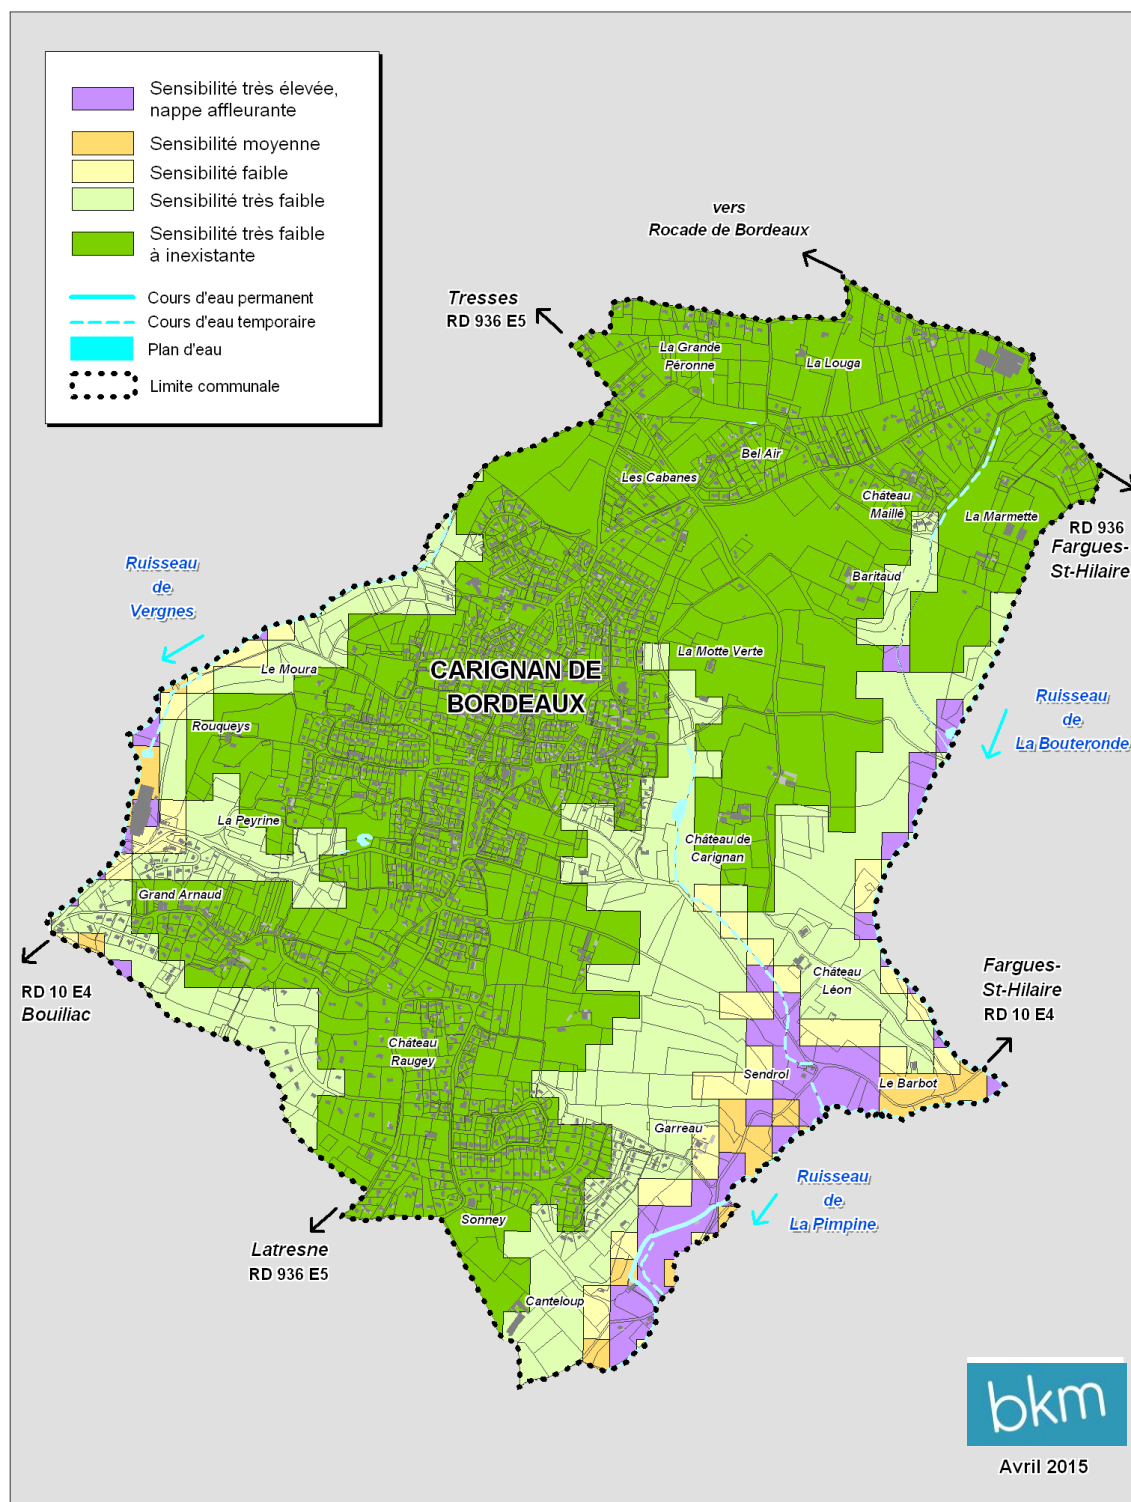 Sensibilité très élevée,
nappe affleurante
Sensibilité moyenne
Sensibilité faible
Sensibilité très faible
Sensibilité très faible
à inexistante
Cours d'eau permanent
Cours d'eau temporaire
Plan d'eau
Limite communale
vers
Rocade de Bordeaux
Tresses
RD 936 E5
La Grande
Péronne
La Louga
Bel Air
Les Cabanes
Château
Maillé
La Marmette
RD 936
Fargues-
St-Hilaire
Ruisseau
de
Vergnes
Baritaud
Le Moura
CARIGNAN DE
BORDEAUX
La Motte Verte
Rouqueys
Ruisseau
de
La Bouteronde
La Peyrine
Château de
Carignan
Grand Arnaud
RD 10 E4
Bouiliac
Château
Léon
Fargues-
St-Hilaire
RD 10 E4
Château
Raugey
Sendrol
Le Barbot
Garreau
Ruisseau
de
La Pimpine
Sonney
Latresne
RD 936 E5
Canteloup
bkm
Avril 2015